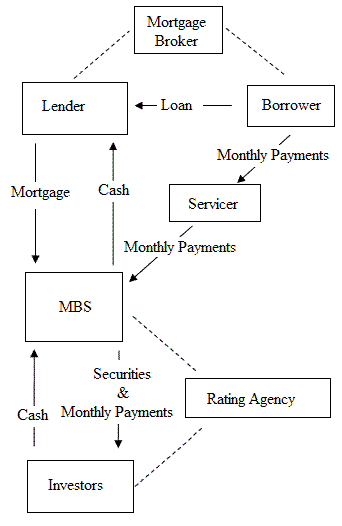 Mortgage
Broker
Lender
Loan
Borrower
Monthly Payments
Mortgage
Cash
Servicer
Monthly Payments
MBS
Securities
&
Monthly Payments
Cash
Rating Agency
Investors